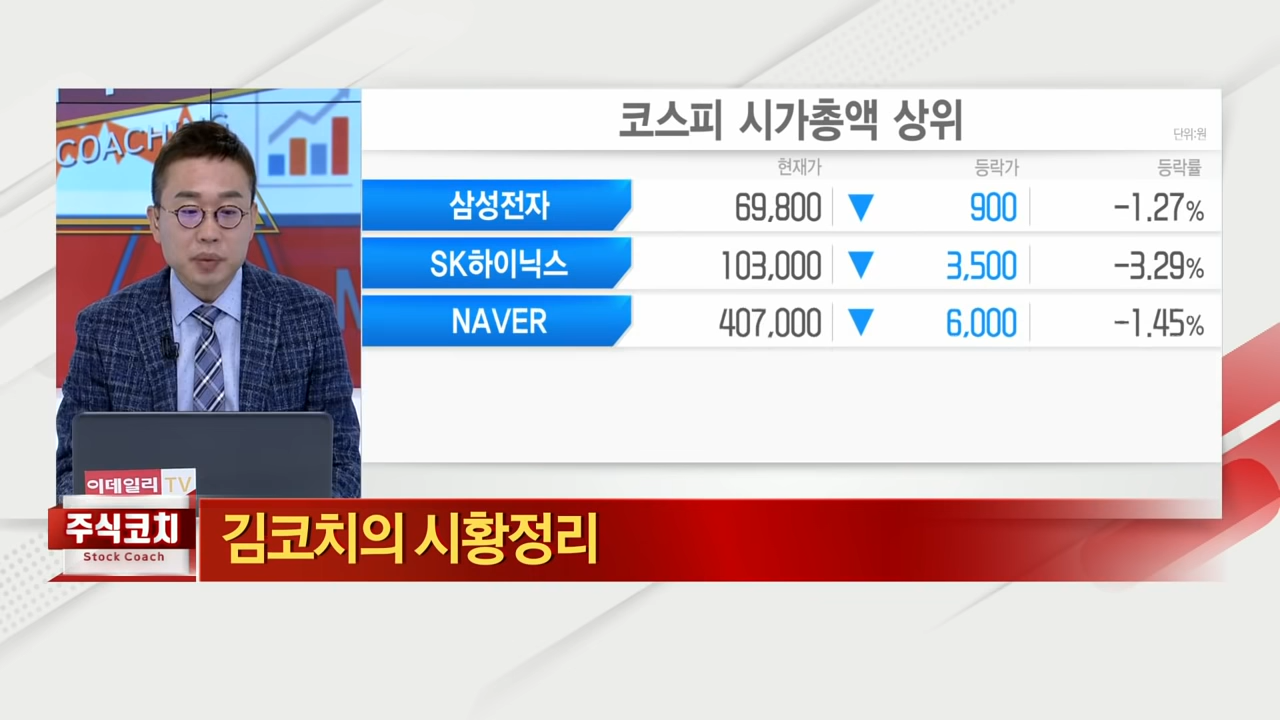 COACHING
코스피 시가총액 상위
단위:원
현재가 등락가 등락률
삼성전자 69,800 ▼ 900 -1.27%
SK하이닉스 103,000 ▼ 3,500 -3.29%
NAVER 407,000 ▼ 6,000 -1.45%
이데일리 TV
주식코치
Stock Coach
김코치의 시황정리